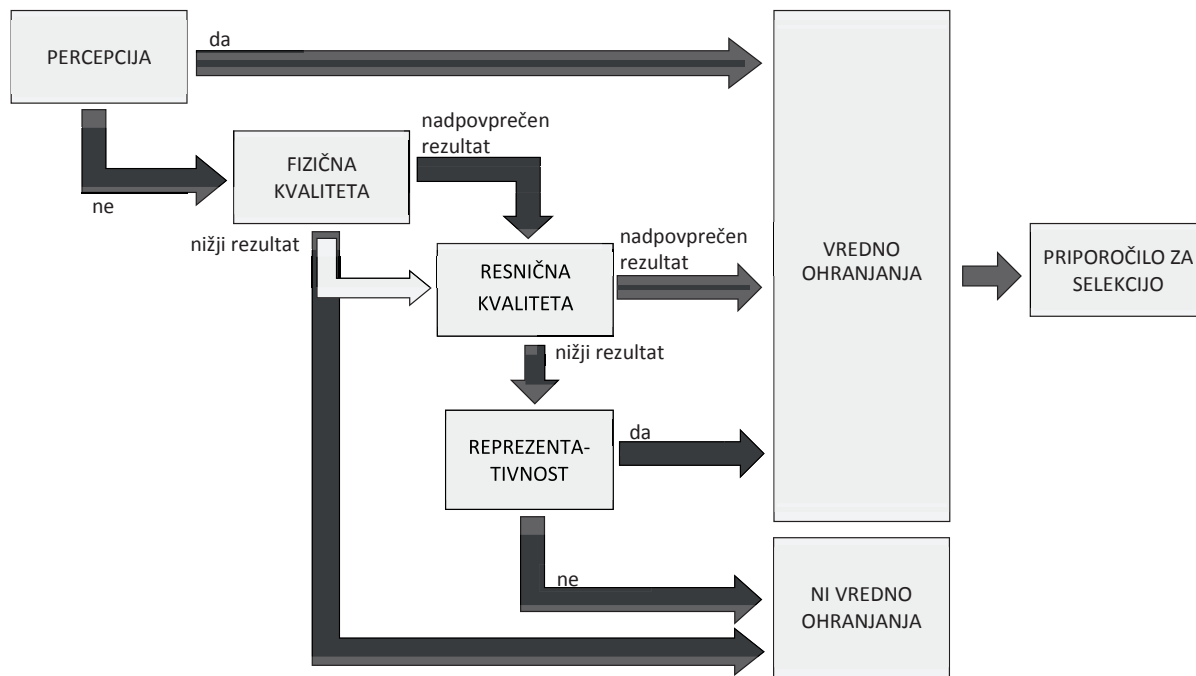 PERCEPCIJA
da
ne
FIZIČNA
KVALITETA
nadpovprečen
rezultat
nižji rezultat
RESNIČNA
KVALITETA
nadpovprečen
rezultat
nižji rezultat
REPREZENTA-
TIVNOST
da
ne
VREDNO
OHRANJANJA
NI VREDNO
OHRANJANJA
PRIPOROČILO ZA
SELEKCIJO